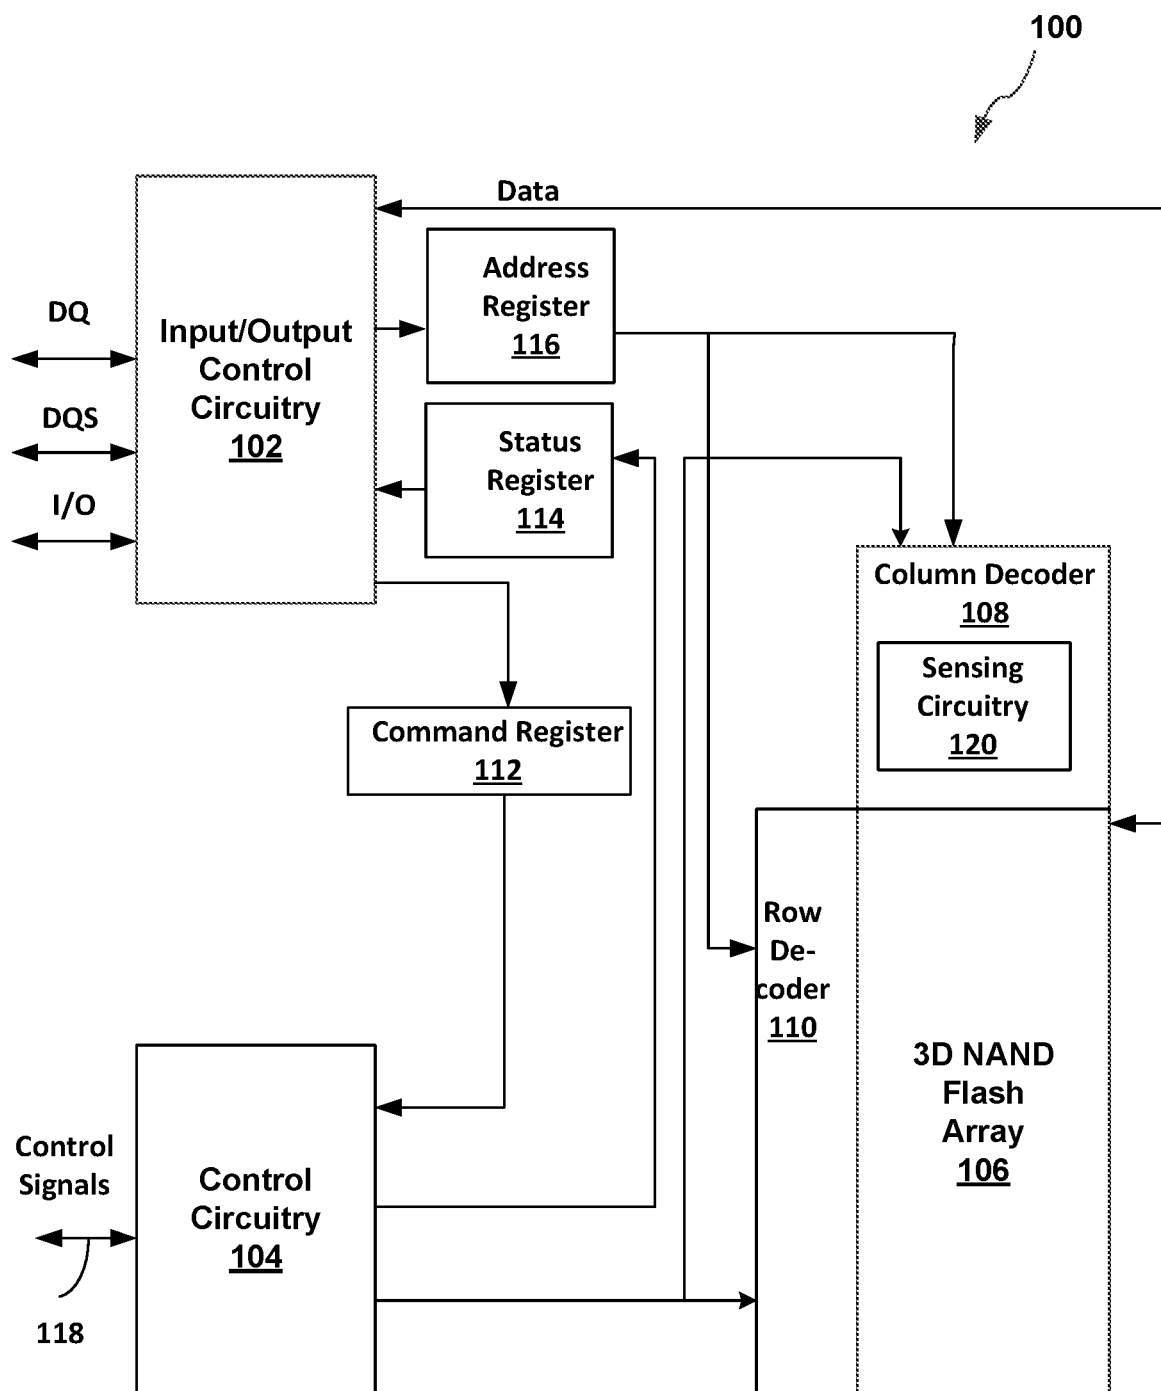 100
Data
Address
Register
116
DQ
Input/Output
Control
Circuitry
102
DQS
I/O
Status
Register
114
Column Decoder
108
Sensing
Circuitry
120
Command Register
112
Row
De-
coder
110
3D NAND
Flash
Array
106
Control
Signals
118
Control
Circuitry
104